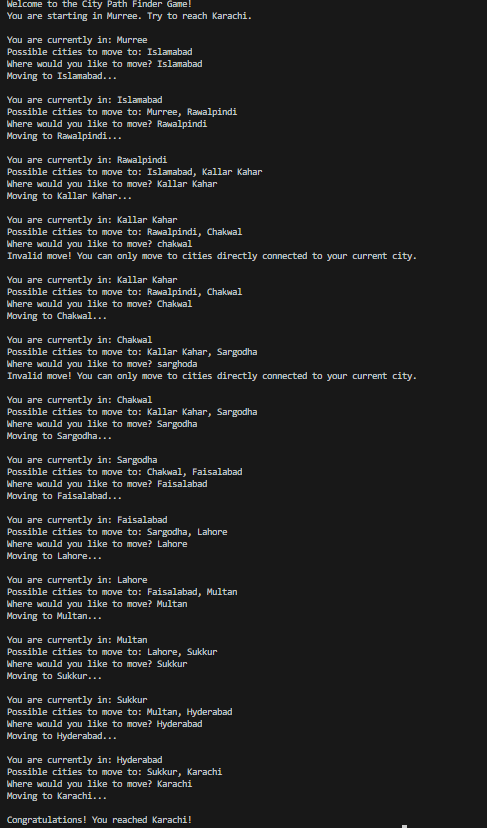 Welcome to the City Path Finder Game!
You are starting in Murree. Try to reach Karachi.
You are currently in: Murree
Possible cities to move to: Islamabad
Where would you like to move? Islamabad
Moving to Islamabad...
You are currently in: Islamabad
Possible cities to move to: Murree, Rawalpindi
Where would you like to move? Rawalpindi
Moving to Rawalpindi...
You are currently in: Rawalpindi
Possible cities to move to: Islamabad, Kallar Kahar
Where would you like to move? Kallar Kahar
Moving to Kallar Kahar...
You are currently in: Kallar Kahar
Possible cities to move to: Rawalpindi, Chakwal
Where would you like to move? chakwal
Invalid move! You can only move to cities directly connected to your current city.
You are currently in: Kallar Kahar
Possible cities to move to: Rawalpindi, Chakwal
Where would you like to move? Chakwal
Moving to Chakwal...
You are currently in: Chakwal
Possible cities to move to: Kallar Kahar, Sargodha
Where would you like to move? sarghoda
Invalid move! You can only move to cities directly connected to your current city.
You are currently in: Chakwal
Possible cities to move to: Kallar Kahar, Sargodha
Where would you like to move? Sargodha
Moving to Sargodha...
You are currently in: Sargodha
Possible cities to move to: Chakwal, Faisalabad
Where would you like to move? Faisalabad
Moving to Faisalabad...
You are currently in: Faisalabad
Possible cities to move to: Sargodha, Lahore
Where would you like to move? Lahore
Moving to Lahore...
You are currently in: Lahore
Possible cities to move to: Faisalabad, Multan
Where would you like to move? Multan
Moving to Multan...
You are currently in: Multan
Possible cities to move to: Lahore, Sukkur
Where would you like to move? Sukkur
Moving to Sukkur...
You are currently in: Sukkur
Possible cities to move to: Multan, Hyderabad
Where would you like to move? Hyderabad
Moving to Hyderabad...
You are currently in: Hyderabad
Possible cities to move to: Sukkur, Karachi
Where would you like to move? Karachi
Moving to Karachi...
Congratulations! You reached Karachi!